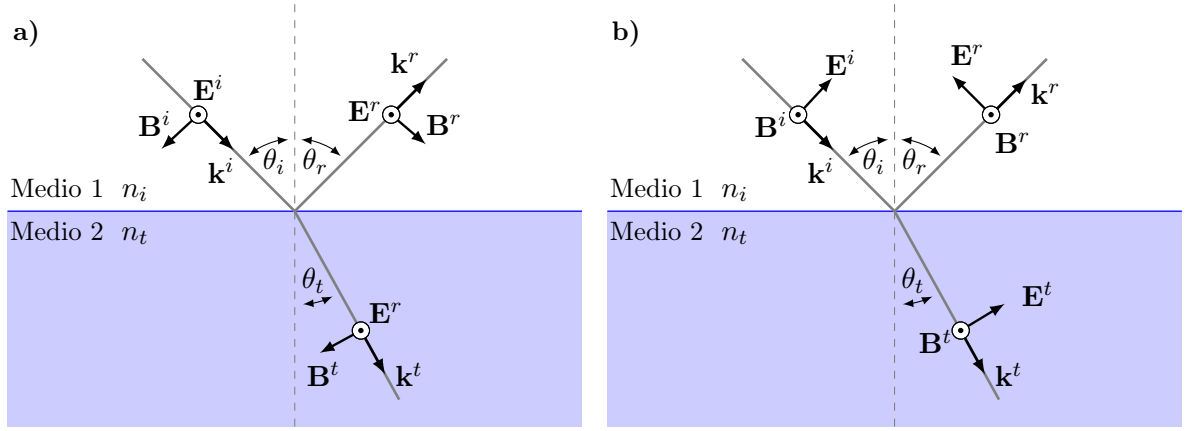 a)
E^i
B^i
k^i
θ_i
θ_r
k^r
E^r
B^r
Medio 1 n_i
Medio 2 n_t
θ_t
E^r
B^t
k^t
b)
E^i
B^i
k^i
θ_i
θ_r
E^r
k^r
B^r
Medio 1 n_i
Medio 2 n_t
θ_t
E^t
B^t
k^t